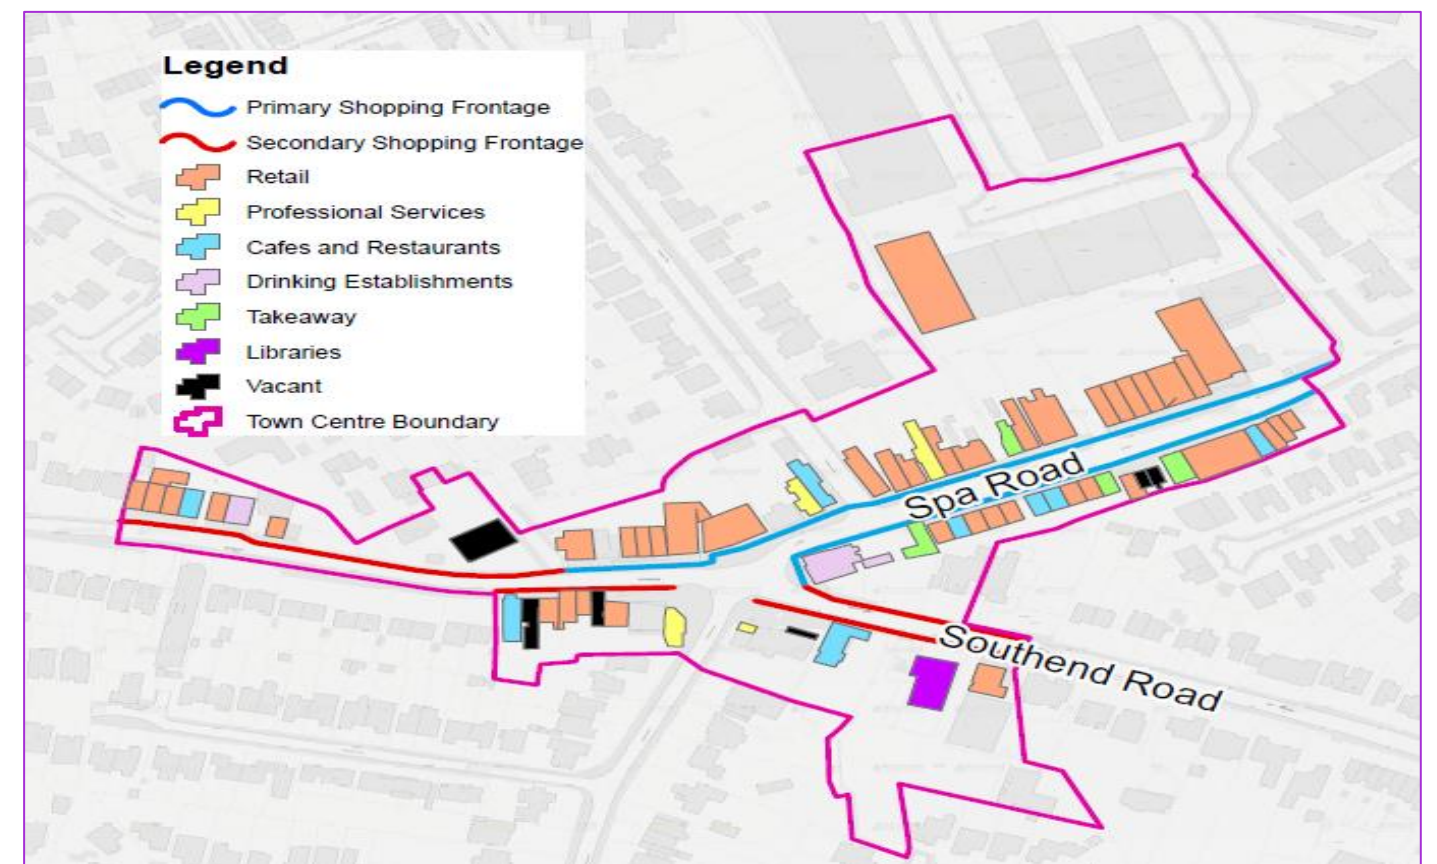 Legend
Primary Shopping Frontage
Secondary Shopping Frontage
Retail
Professional Services
Cafes and Restaurants
Drinking Establishments
Takeaway
Libraries
Vacant
Town Centre Boundary
Spa Road
Southend Road